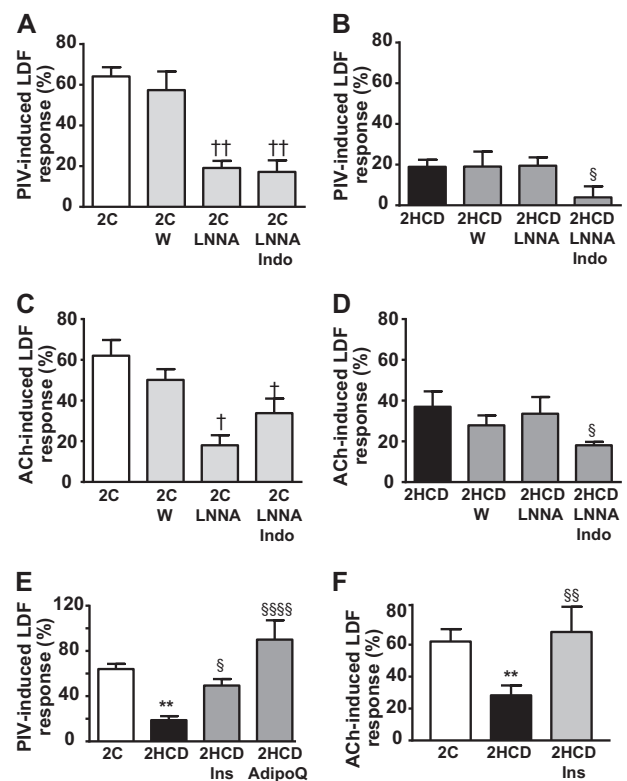 A
PIV-induced LDF
response (%)
80
60
40
20
0
††
††
2C
2C
2C
2C
W
LNNA
LNNA
Indo
B
PIV-induced LDF
response (%)
80
60
40
20
0
§
2HCD
2HCD
2HCD
2HCD
W
LNNA
LNNA
Indo
C
ACh-induced LDF
response (%)
80
60
40
20
0
†
†
2C
2C
2C
2C
W
LNNA
LNNA
Indo
D
ACh-induced LDF
response (%)
80
60
40
20
0
§
2HCD
2HCD
2HCD
2HCD
W
LNNA
LNNA
Indo
E
PIV-induced LDF
response (%)
120
80
40
0
**
§
§§§§
2C
2HCD
2HCD
2HCD
Ins
AdipoQ
F
ACh-induced LDF
response (%)
80
60
40
20
0
**
§§
2C
2HCD
2HCD
Ins